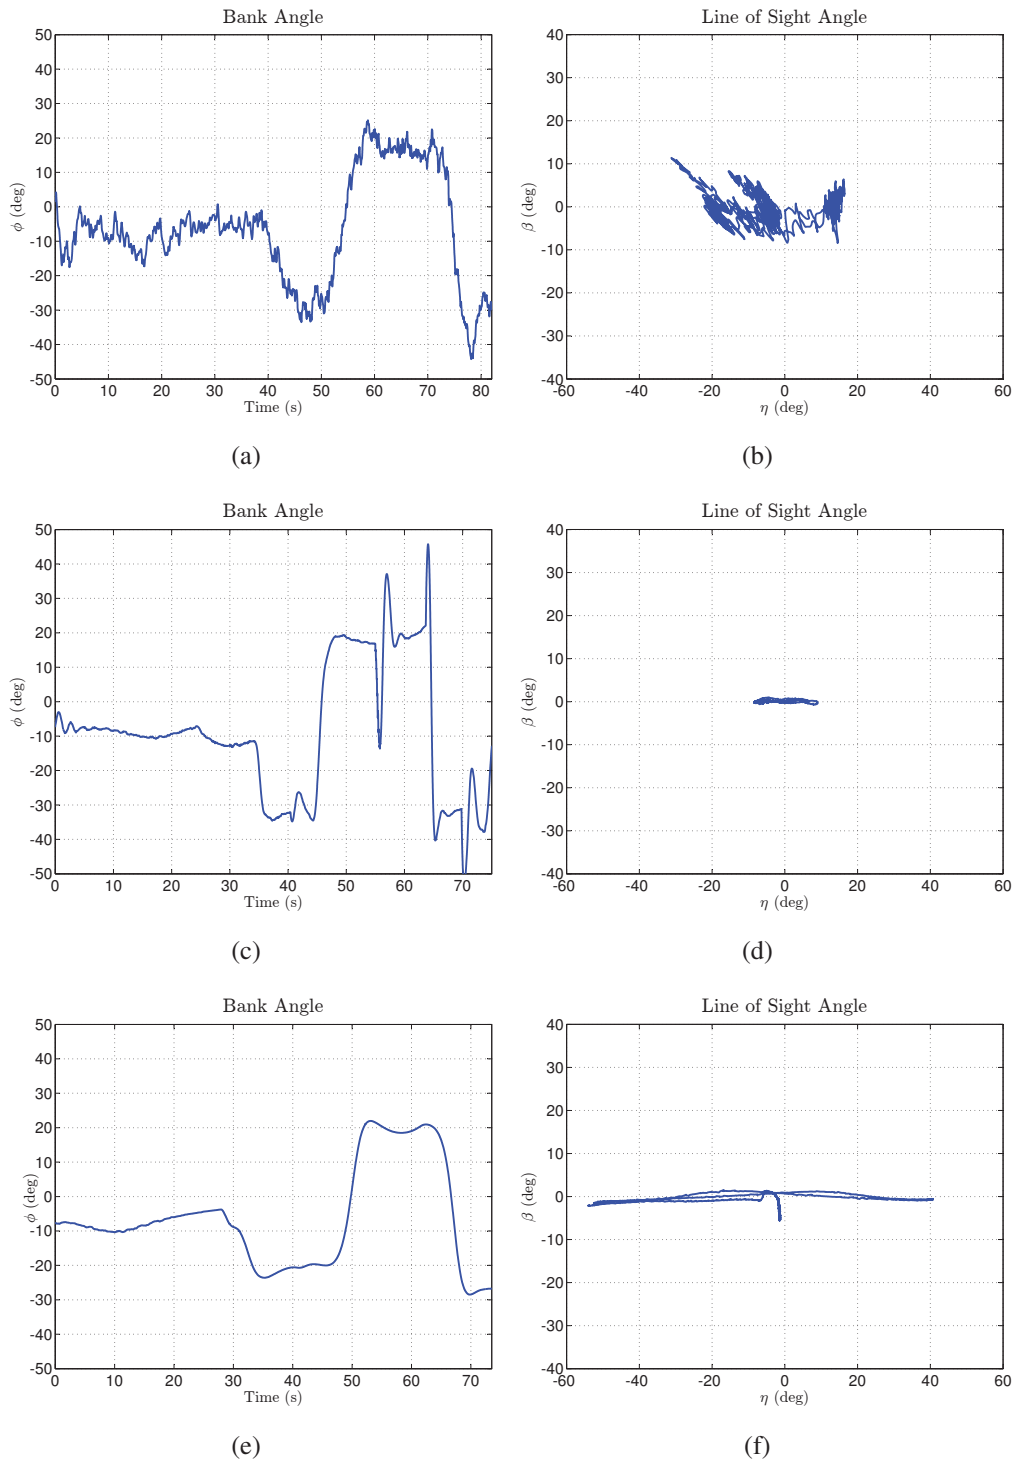 Bank Angle
50
40
30
20
10
0
-10
-20
-30
-40
-50
φ (deg)
0 10 20 30 40 50 60 70 80
Time (s)
(a)
Line of Sight Angle
40
30
20
10
0
-10
-20
-30
-40
β (deg)
-60 -40 -20 0 20 40 60
η (deg)
(b)
Bank Angle
50
40
30
20
10
0
-10
-20
-30
-40
-50
φ (deg)
0 10 20 30 40 50 60 70
Time (s)
(c)
Line of Sight Angle
40
30
20
10
0
-10
-20
-30
-40
β (deg)
-60 -40 -20 0 20 40 60
η (deg)
(d)
Bank Angle
50
40
30
20
10
0
-10
-20
-30
-40
-50
φ (deg)
0 10 20 30 40 50 60 70
Time (s)
(e)
Line of Sight Angle
40
30
20
10
0
-10
-20
-30
-40
β (deg)
-60 -40 -20 0 20 40 60
η (deg)
(f)